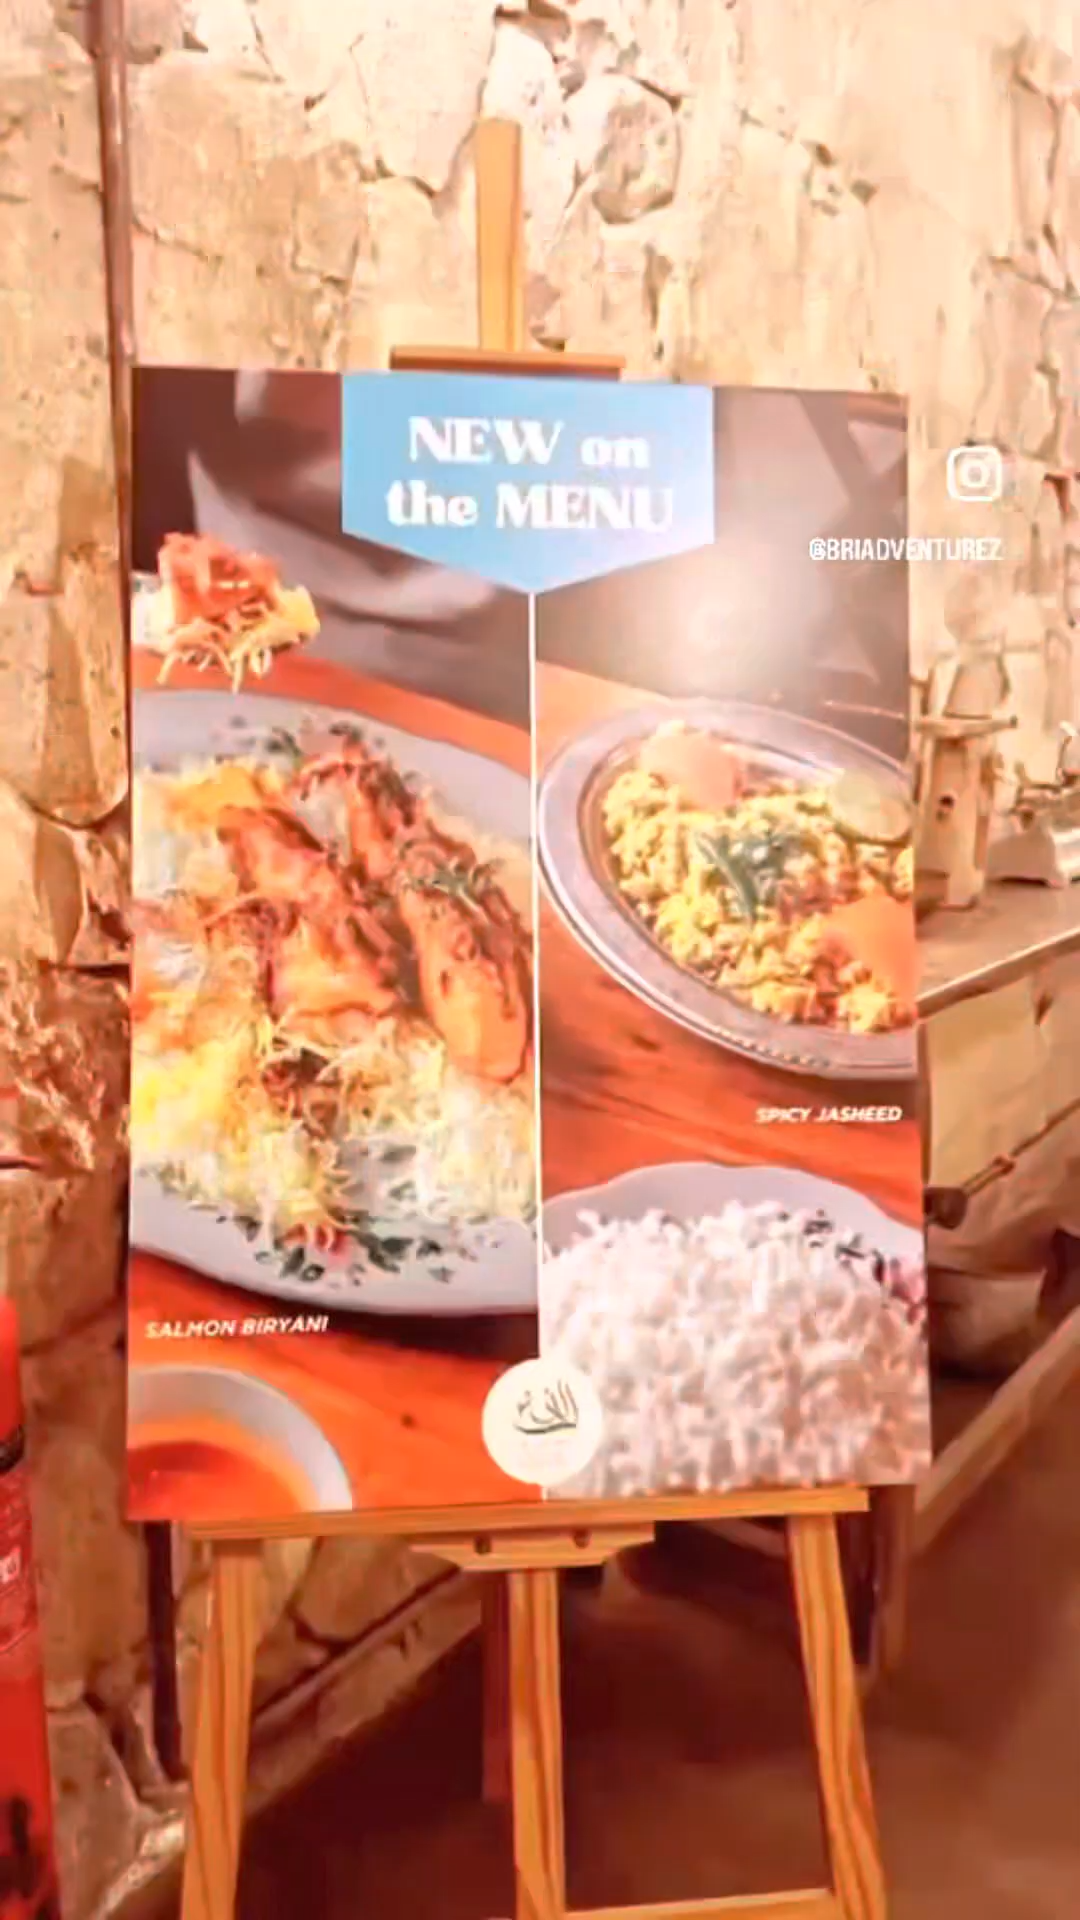 NEW on
the MENU
@BRIADVENTUREZ
SPICY JASHEED
SALMON BIRYANI